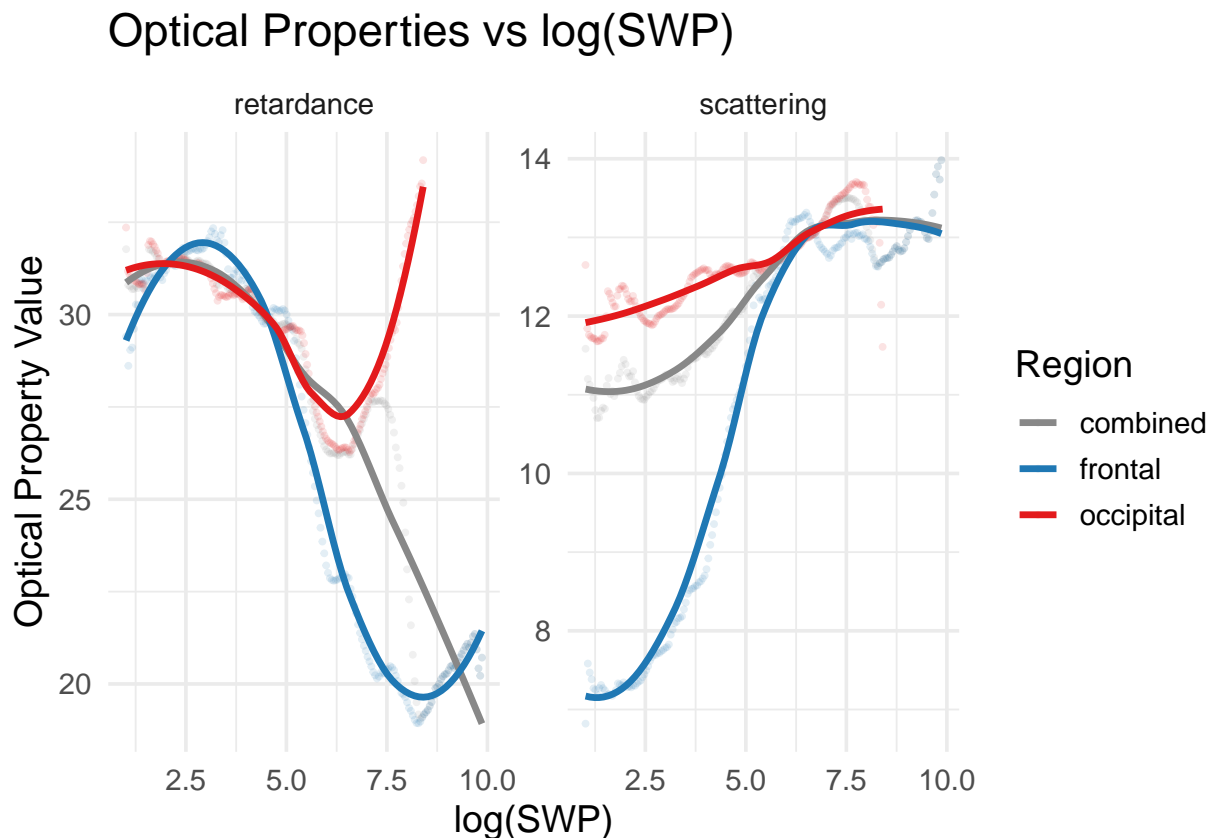 Optical Properties vs log(SWP)
retardance
scattering
Optical Property Value
30
25
20
14
12
10
8
2.5 5.0 7.5 10.0
2.5 5.0 7.5 10.0
log(SWP)
Region
combined
frontal
occipital